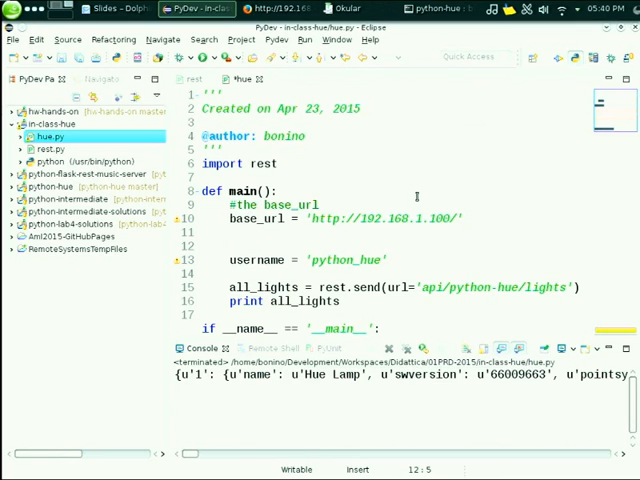 Slides – Dolph
PyDev - in-clas
http://192.16
Okular
python-hue : b
05:40 PM
PyDev - in-class-hue/hue.py - Eclipse
File Edit Source Refactoring Navigate Search Project Pydev Run Window Help
Quick Access
PyDev Pa
Navigator
rest
*hue
hw-hands-on (hw-hands-on master
in-class-hue
hue.py
rest.py
python (/usr/bin/python)
python-flask-rest-music-server
python-hue (python-hue master)
python-intermediate
python-intermediate-solutions
python-lab4-solutions
AmI2015-GitHubPages
RemoteSystemsTempFiles
1 '''
2 Created on Apr 23, 2015
3
4 @author: bonino
5 '''
6 import rest
7
8 def main():
9 #the base_url
10 base_url = 'http://192.168.1.100/'
11
12
13 username = 'python_hue'
14
15 all_lights = rest.send(url='api/python-hue/lights')
16 print all_lights
17
18 if __name__ == '__main__':
Console
Remote Shell
PyUnit
<terminated> /home/bonino/Development/Workspaces/Didattica/01PRD-2015/in-class-hue/hue.py
{u'1': {u'name': u'Hue Lamp', u'swversion': u'66009663', u'pointsy
Writable
Insert
12 : 5